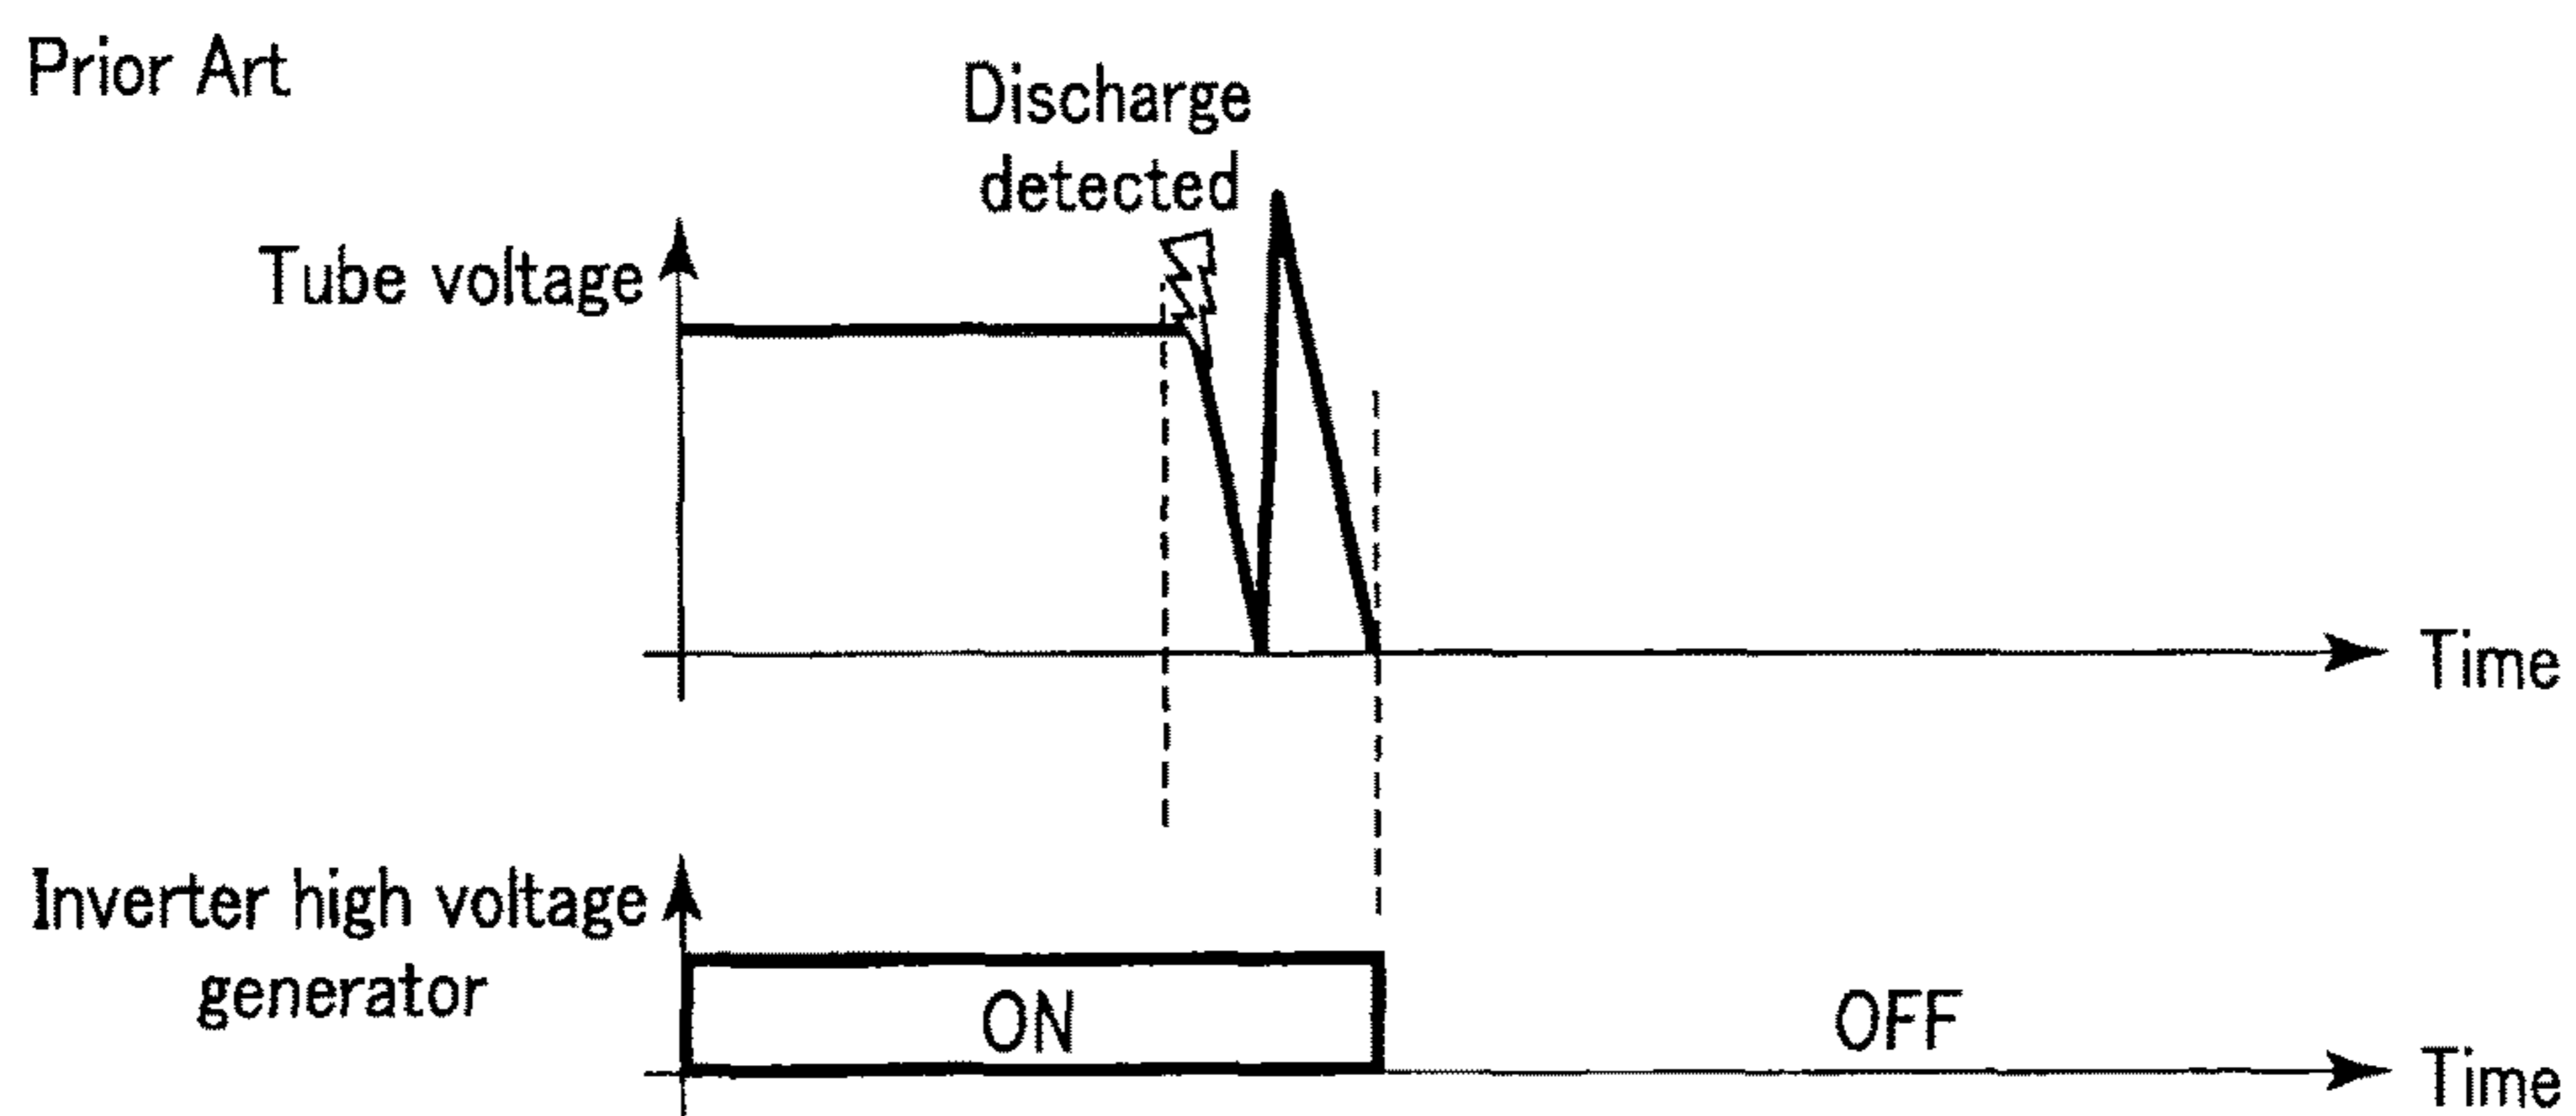 Prior Art
Discharge
detected
Tube voltage
Time
Inverter high voltage
generator
ON
OFF
Time